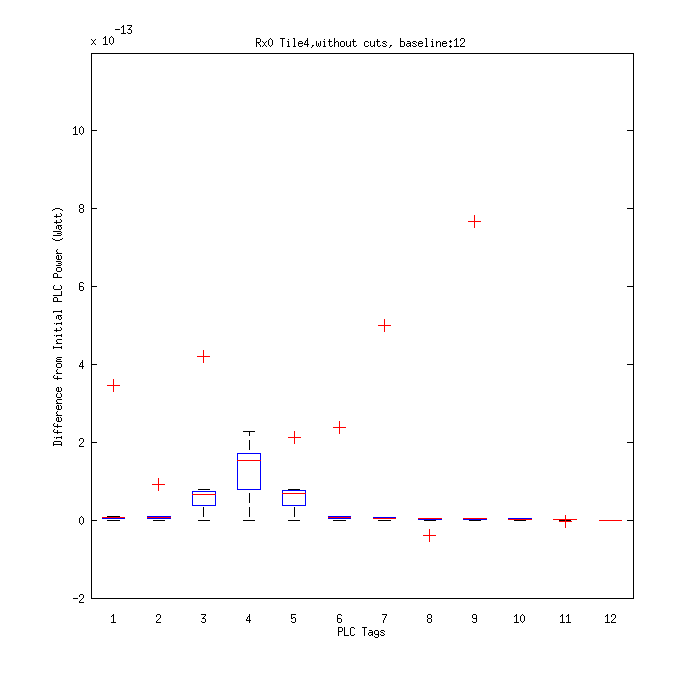 x 10-13
Rx0 Tile4,without cuts, baseline:12
10
8
6
4
2
0
-2
Difference from Initial PLC Power (Watt)
1 2 3 4 5 6 7 8 9 10 11 12
PLC Tags